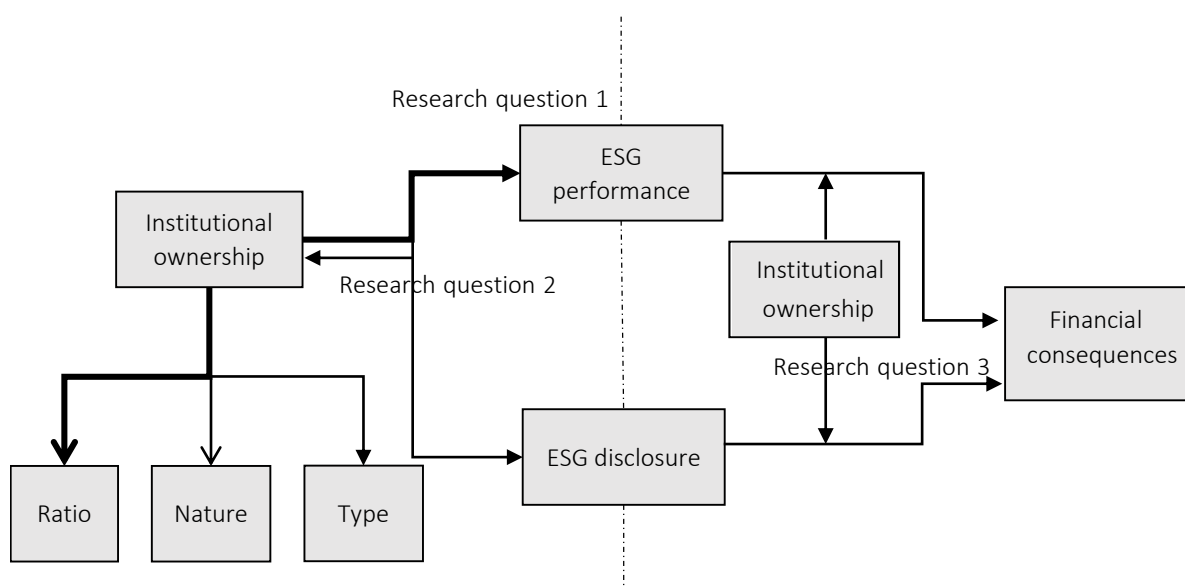 Research question 1
ESG
performance
Institutional
ownership
Research question 2
Institutional
ownership
Research question 3
Financial
consequences
ESG disclosure
Ratio
Nature
Type